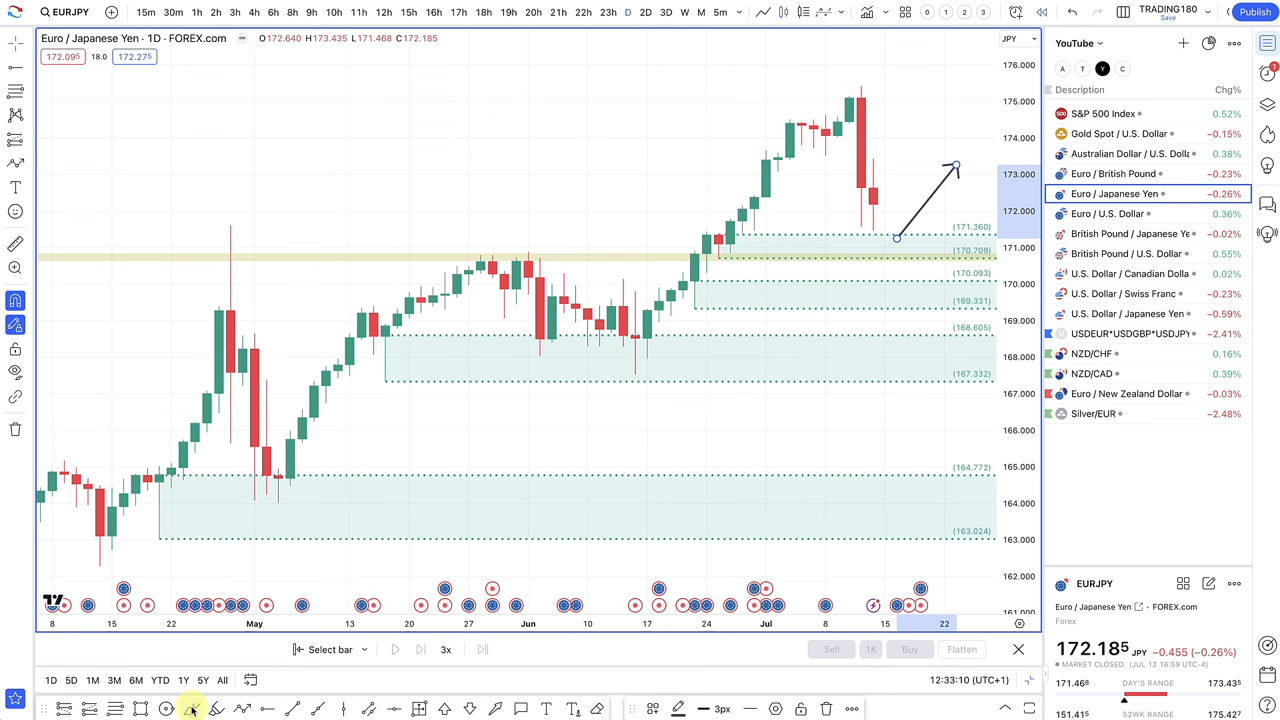 EURJPY 15m 30m 1h 2h 3h 4h 5h 6h 7h 8h 9h 10h 11h 12h 15h 16h 17h 18h 19h 20h 21h 22h 23h D 2D 3D W M 5m 0 1 2 3 TRADING180 Save Publish
Euro / Japanese Yen · 1D · FOREX.com O172.640 H173.435 L171.468 C172.185 JPY
172.095 18.0 172.275
176.000
175.000
174.000
173.000
172.000
171.000
170.000
169.000
168.000
167.000
166.000
165.000
164.000
163.000
162.000
161.000
(171.360)
(170.709)
(170.093)
(169.331)
(168.605)
(167.332)
(164.772)
(163.024)
8 15 22 May 13 20 27 Jun 10 17 24 Jul 8 15 22
Select bar 3x Sell 1K Buy Flatten
1D 5D 1M 3M 6M YTD 1Y 5Y All 12:33:10 (UTC+1)
3px
YouTube
A T Y C
Description Chg%
S&P 500 Index 0.52%
Gold Spot / U.S. Dollar −0.15%
Australian Dollar / U.S. Dolla 0.38%
Euro / British Pound −0.23%
Euro / Japanese Yen −0.26%
Euro / U.S. Dollar 0.36%
British Pound / Japanese Ye −0.02%
British Pound / U.S. Dollar 0.55%
U.S. Dollar / Canadian Dolla 0.02%
U.S. Dollar / Swiss Franc −0.23%
U.S. Dollar / Japanese Yen −0.59%
USDEUR*USDGBP*USDJPY −2.41%
NZD/CHF 0.16%
NZD/CAD 0.39%
Euro / New Zealand Dollar −0.03%
Silver/EUR −2.48%
EURJPY
Euro / Japanese Yen · FOREX.com
Forex
172.185 JPY −0.455 (−0.26%)
MARKET CLOSED (JUL 12 16:59 UTC-4)
171.468 DAY'S RANGE 173.435
151.415 52WK RANGE